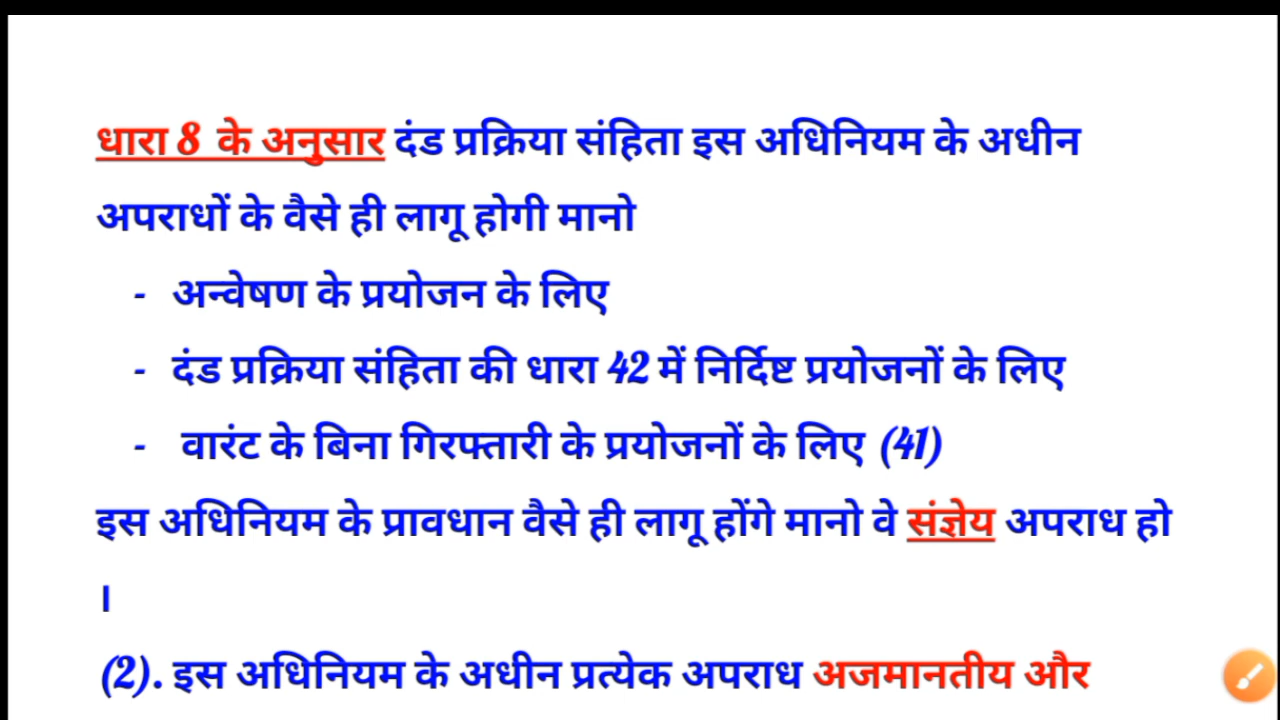 धारा 8 के अनुसार दंड प्रक्रिया संहिता इस अधिनियम के अधीन
अपराधों के वैसे ही लागू होगी मानो
- अन्वेषण के प्रयोजन के लिए
- दंड प्रक्रिया संहिता की धारा 42 में निर्दिष्ट प्रयोजनों के लिए
- वारंट के बिना गिरफ्तारी के प्रयोजनों के लिए (41)
इस अधिनियम के प्रावधान वैसे ही लागू होंगे मानो वे संज्ञेय अपराध हो
।
(2). इस अधिनियम के अधीन प्रत्येक अपराध अजमानतीय और